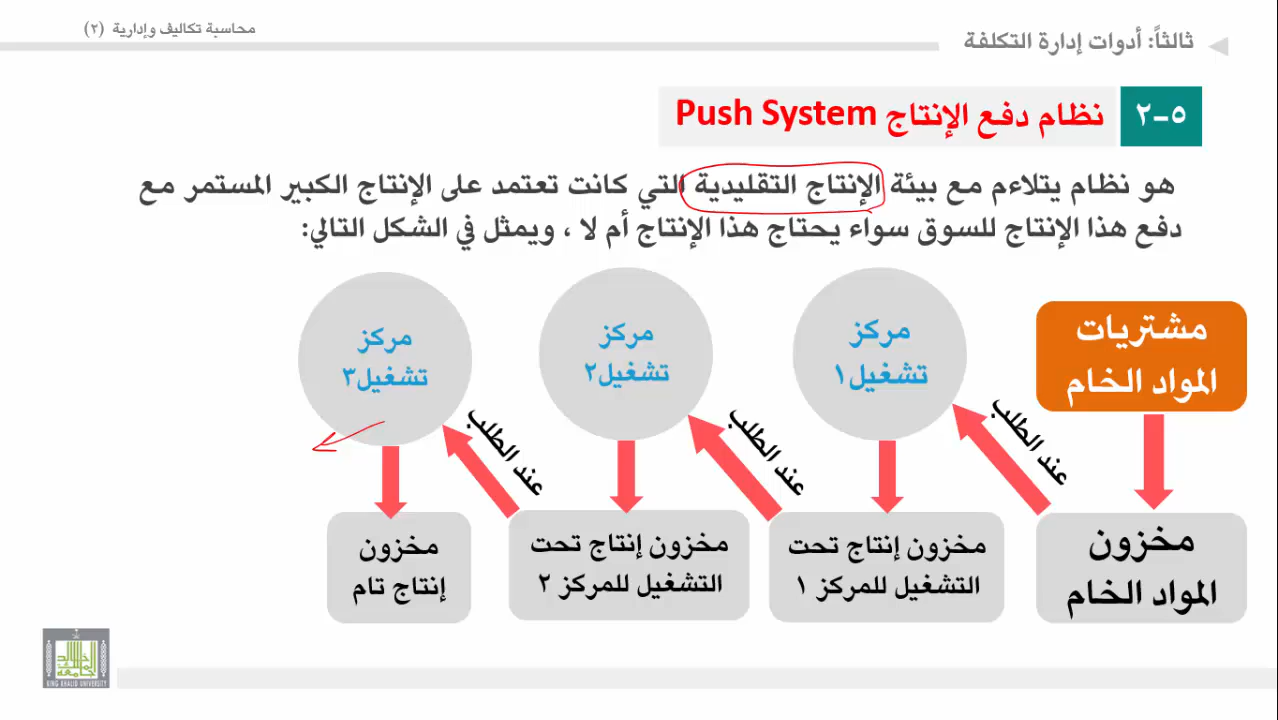 محاسبة تكاليف وإدارية (٢)
ثالثاً: أدوات إدارة التكلفة
٥-٢
نظام دفع الإنتاج Push System
هو نظام يتلاءم مع بيئة الإنتاج التقليدية التي كانت تعتمد على الإنتاج الكبير المستمر مع
دفع هذا الإنتاج للسوق سواء يحتاج هذا الإنتاج أم لا ، ويمثل في الشكل التالي:
مشتريات
المواد الخام
مركز
تشغيل١
مركز
تشغيل٢
مركز
تشغيل٣
عند الطلب
عند الطلب
عند الطلب
مخزون
المواد الخام
مخزون إنتاج تحت
التشغيل للمركز ١
مخزون إنتاج تحت
التشغيل للمركز ٢
مخزون
إنتاج تام
KING KHALID UNIVERSITY